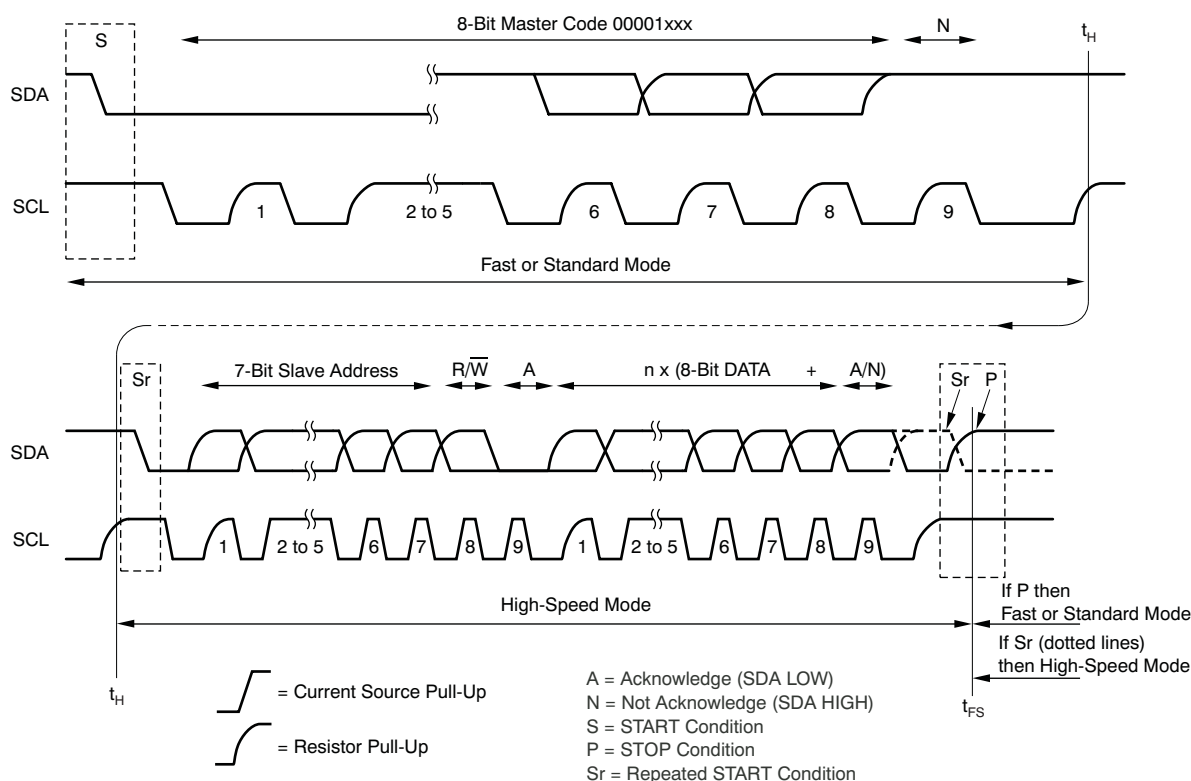 8-Bit Master Code 00001xxx
N
tH
S
SDA
SCL
1
2 to 5
6
7
8
9
Fast or Standard Mode
Sr
7-Bit Slave Address
R/W̅
A
n x (8-Bit DATA +
A/N)
Sr
P
SDA
SCL
1
2 to 5
6
7
8
9
1
2 to 5
6
7
8
9
High-Speed Mode
If P then
Fast or Standard Mode
If Sr (dotted lines)
then High-Speed Mode
tH
tFS
= Current Source Pull-Up
= Resistor Pull-Up
A = Acknowledge (SDA LOW)
N = Not Acknowledge (SDA HIGH)
S = START Condition
P = STOP Condition
Sr = Repeated START Condition